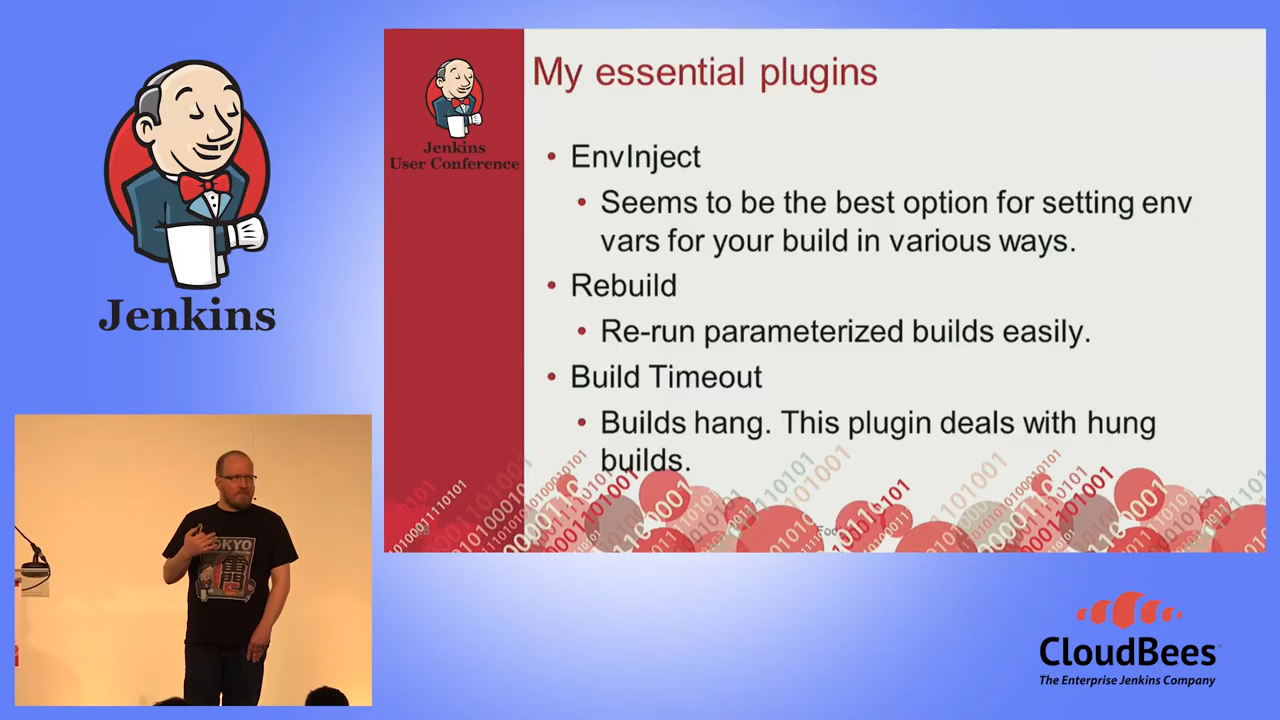 Jenkins
Jenkins
User Conference
My essential plugins
• EnvInject
• Seems to be the best option for setting env
vars for your build in various ways.
• Rebuild
• Re-run parameterized builds easily.
• Build Timeout
• Builds hang. This plugin deals with hung
builds.
TOKYO
CloudBees
The Enterprise Jenkins Company